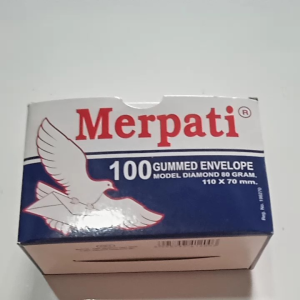 Merpati®
100 GUMMED ENVELOPE
MODEL DIAMOND 80 GRAM.
110 X 70 mm.